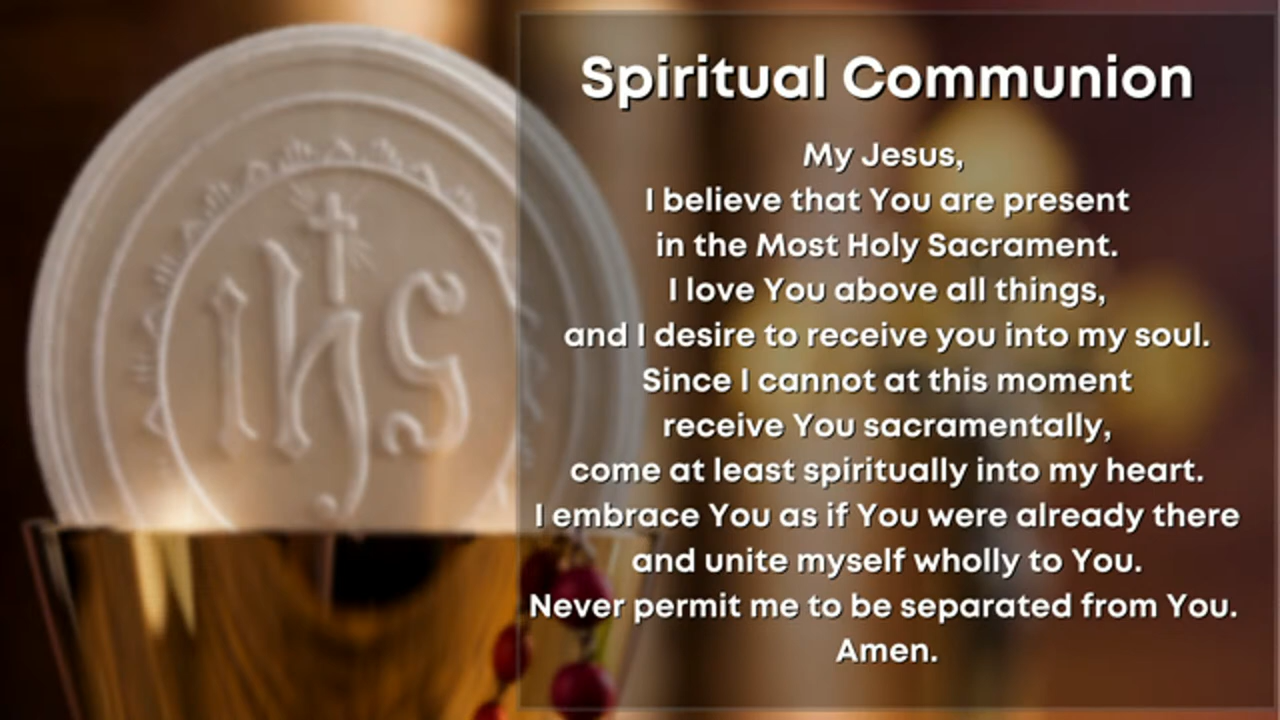 ihs
Spiritual Communion
My Jesus,
I believe that You are present
in the Most Holy Sacrament.
I love You above all things,
and I desire to receive you into my soul.
Since I cannot at this moment
receive You sacramentally,
come at least spiritually into my heart.
I embrace You as if You were already there
and unite myself wholly to You.
Never permit me to be separated from You.
Amen.